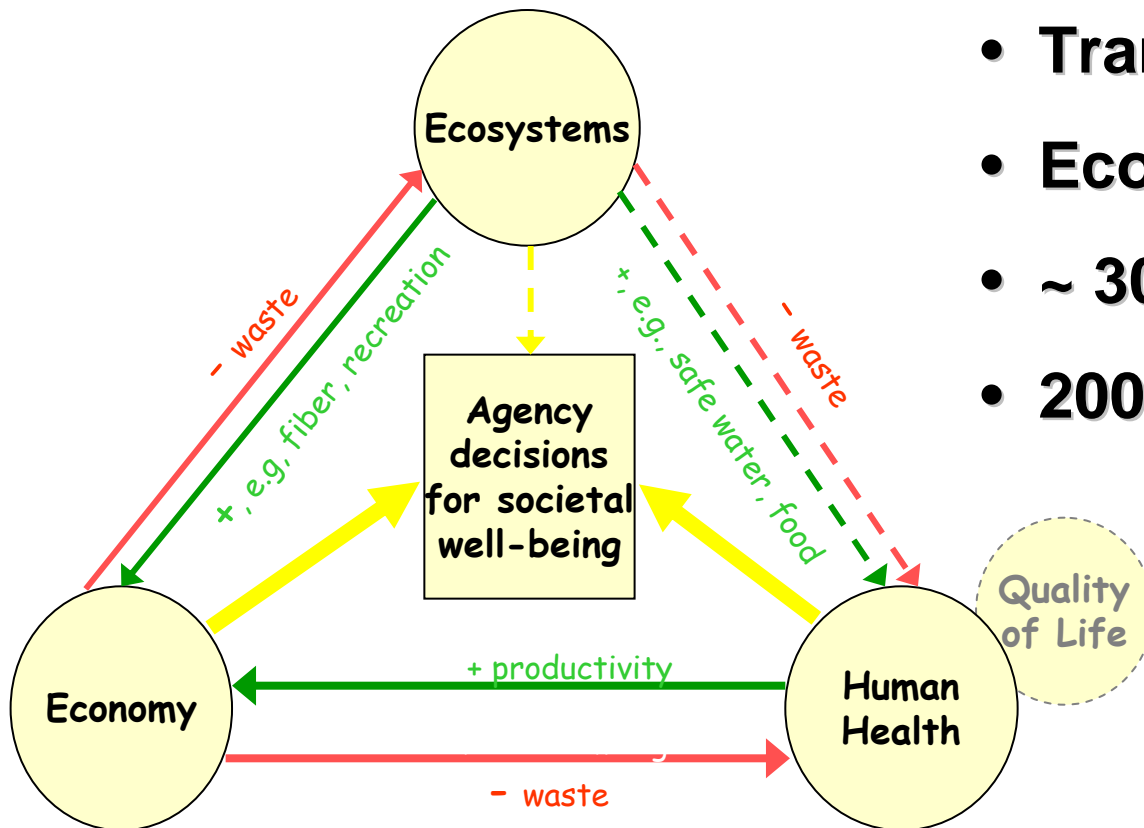 Ecosystems
- waste
+, e.g, fiber, recreation
+, e.g., safe water, food
- waste
Agency
decisions
for societal
well-being
Quality
of Life
+ productivity
Economy
Human
Health
- waste
• 
• 
• ~
•